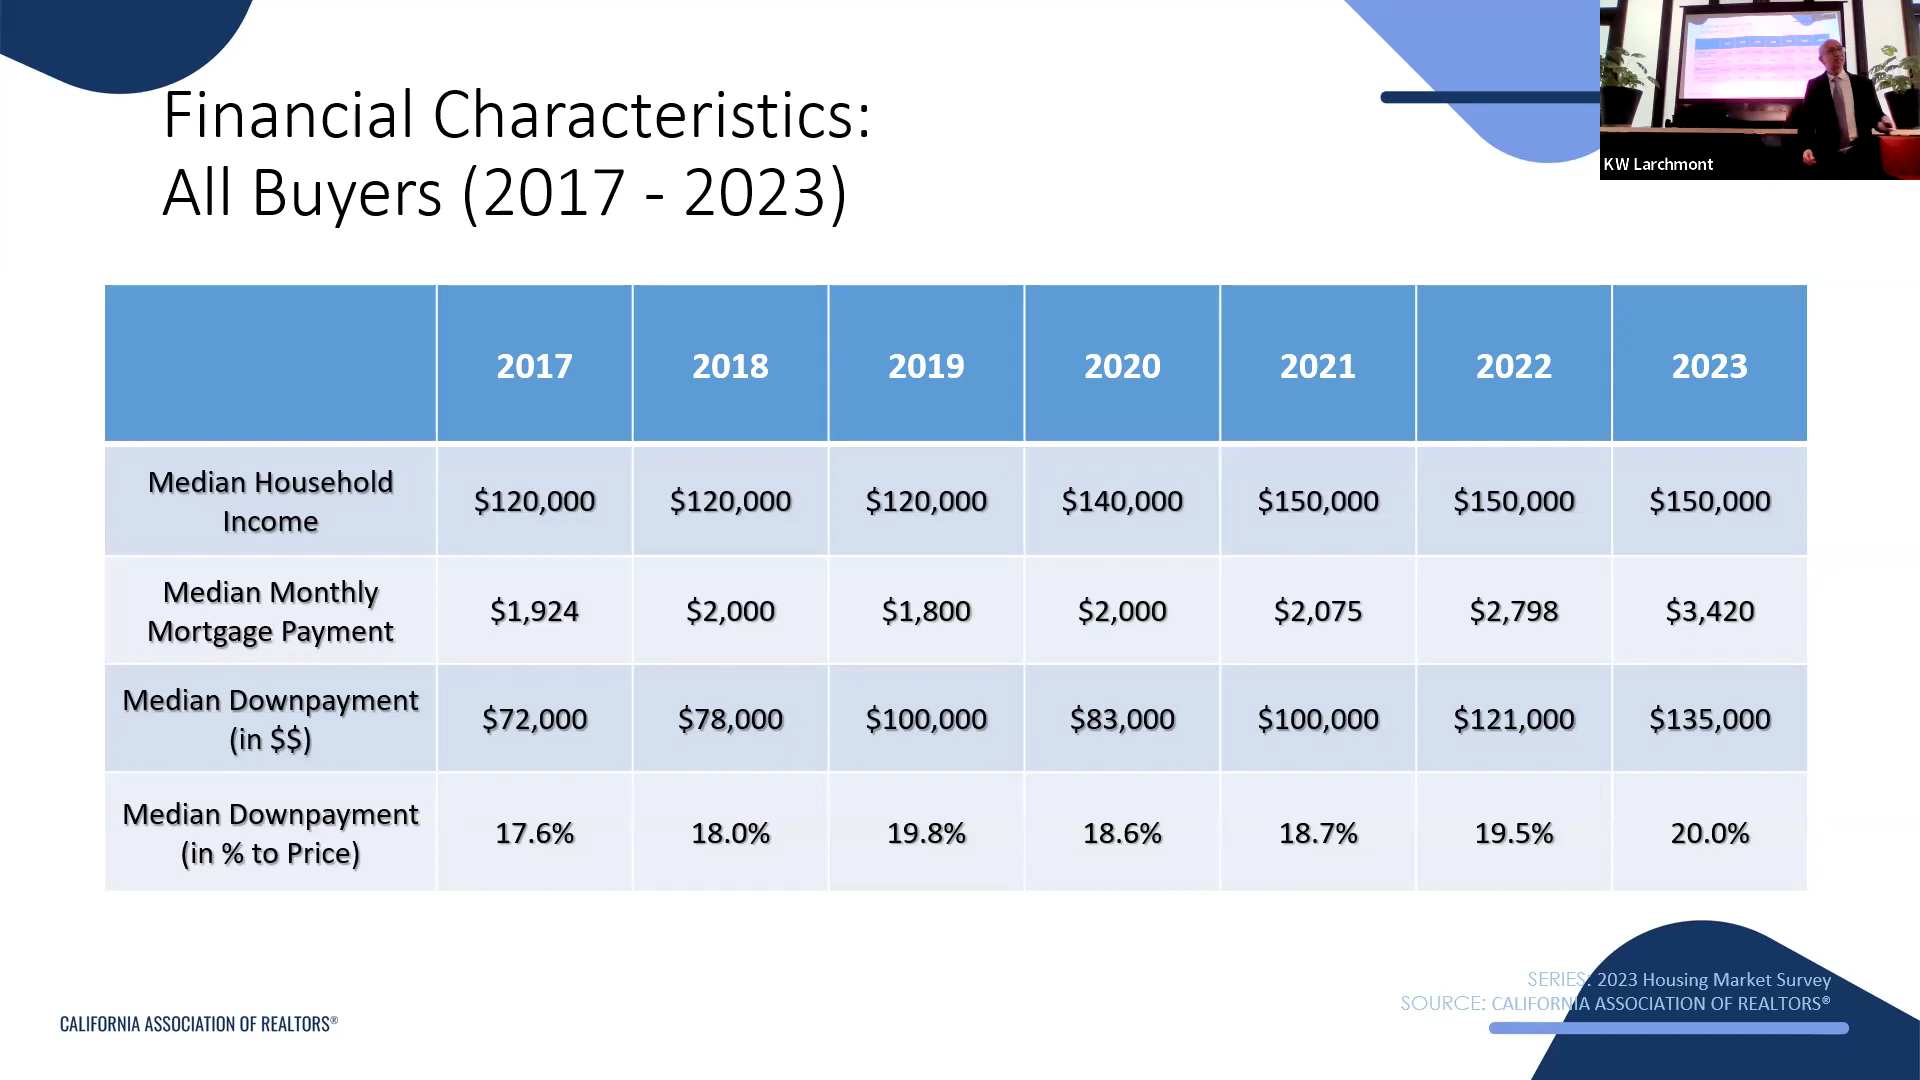 Financial Characteristics:
All Buyers (2017 - 2023)
KW Larchmont
2017 2018 2019 2020 2021 2022 2023
Median Household
Income
$120,000 $120,000 $120,000 $140,000 $150,000 $150,000 $150,000
Median Monthly
Mortgage Payment
$1,924 $2,000 $1,800 $2,000 $2,075 $2,798 $3,420
Median Downpayment
(in $$)
$72,000 $78,000 $100,000 $83,000 $100,000 $121,000 $135,000
Median Downpayment
(in % to Price)
17.6% 18.0% 19.8% 18.6% 18.7% 19.5% 20.0%
SERIES: 2023 Housing Market Survey
SOURCE: CALIFORNIA ASSOCIATION OF REALTORS®
CALIFORNIA ASSOCIATION OF REALTORS®